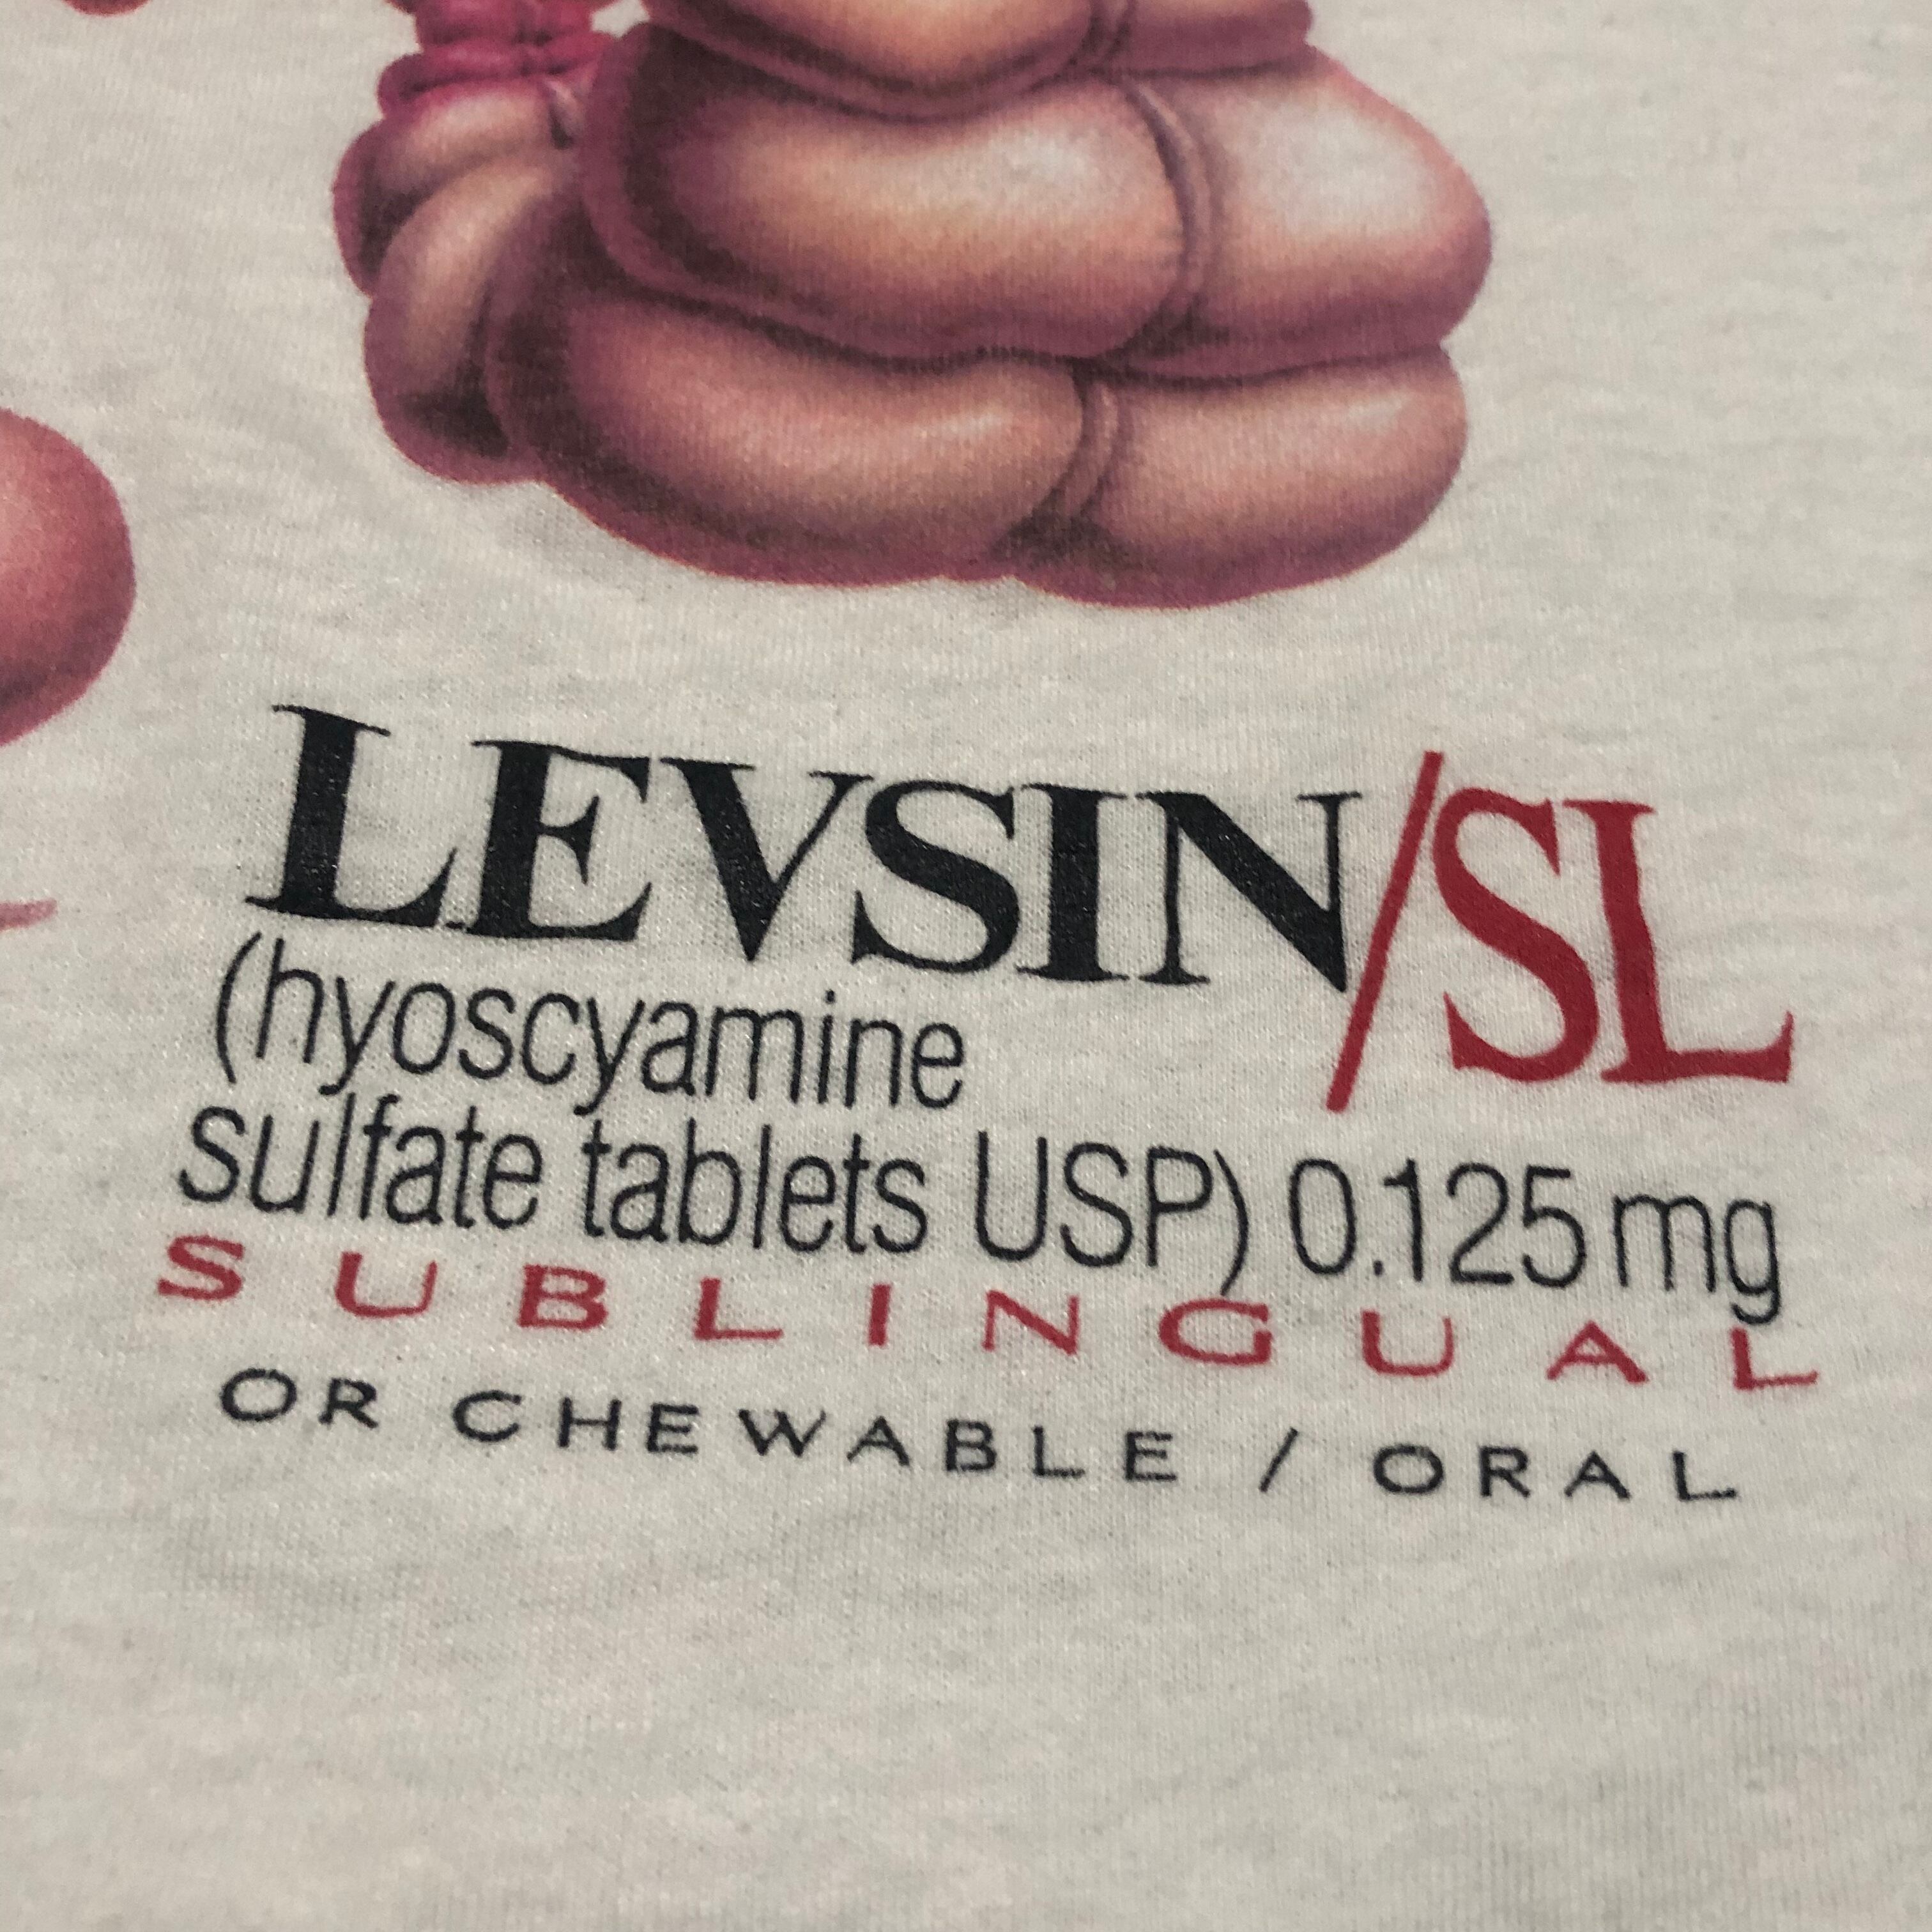 LEVSIN/SL
(hyoscyamine
sulfate tablets USP) 0.125 mg
SUBLINGUAL
OR CHEWABLE / ORAL